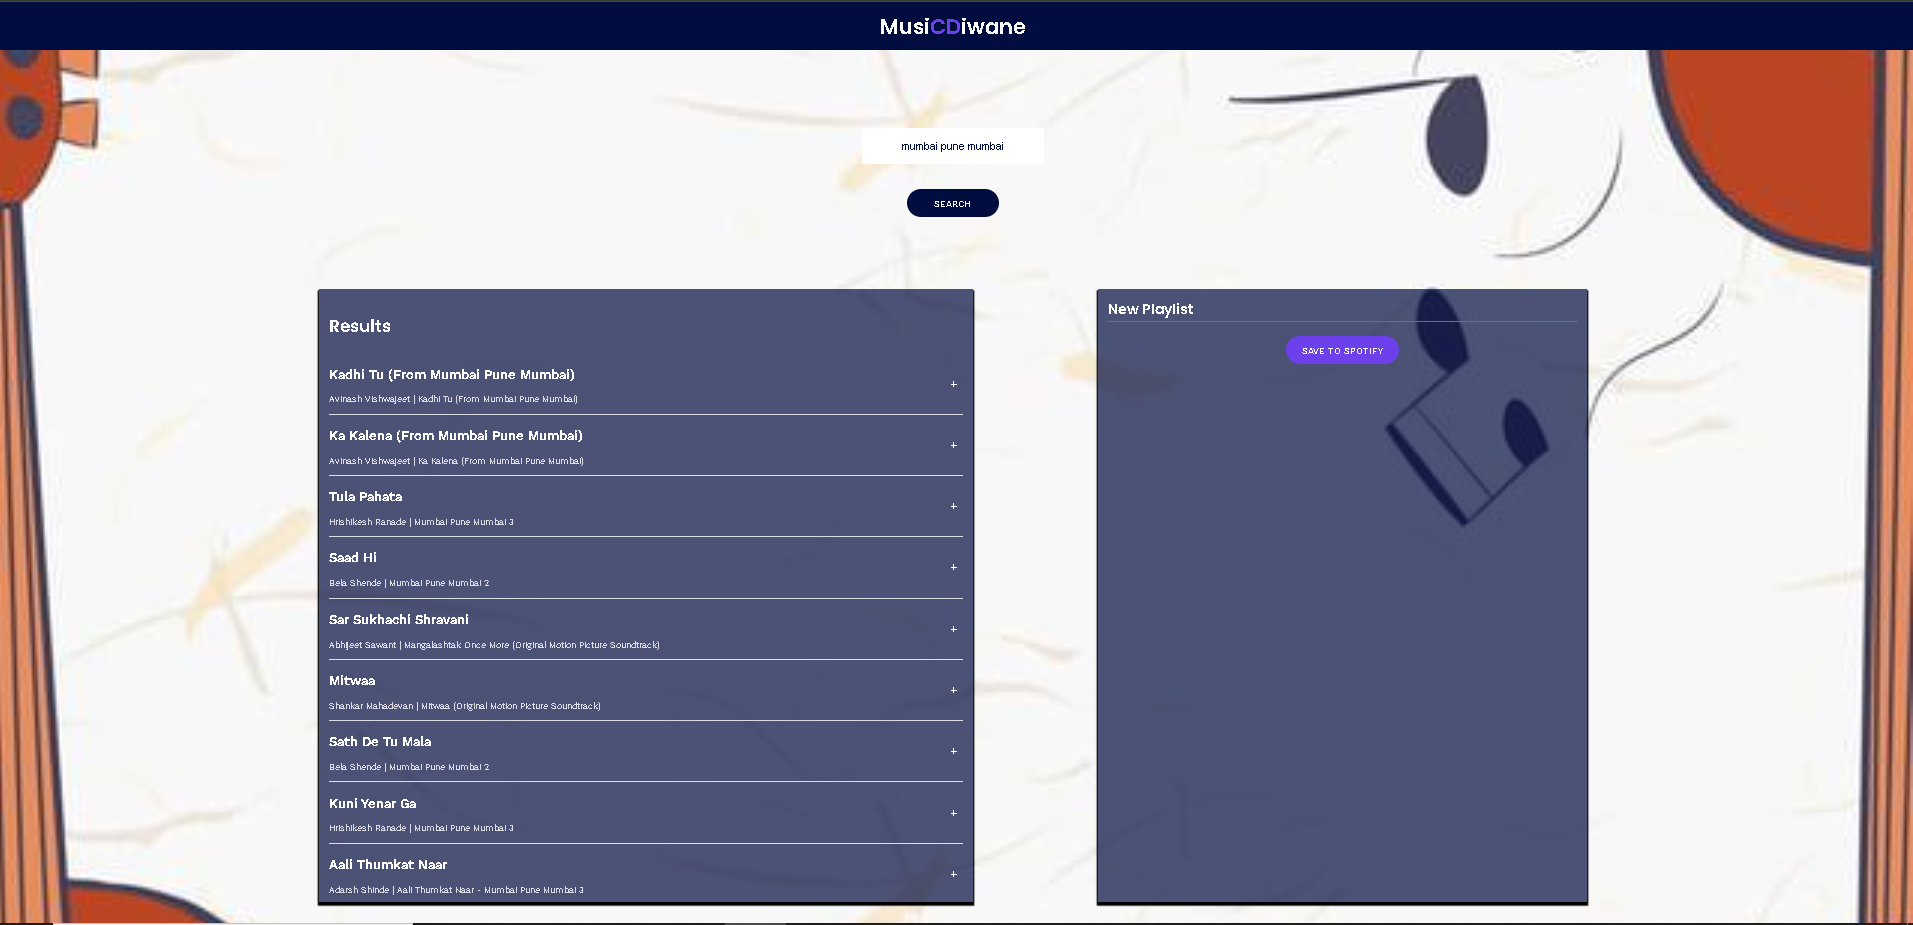 MusiCDiwane
mumbai pune mumbai
SEARCH
Results
Kadhi Tu (From Mumbai Pune Mumbai)
Avinash Vishwajeet | Kadhi Tu (From Mumbai Pune Mumbai)
+
Ka Kalena (From Mumbai Pune Mumbai)
Avinash Vishwajeet | Ka Kalena (From Mumbai Pune Mumbai)
+
Tula Pahata
Hrishikesh Ranade | Mumbai Pune Mumbai 3
+
Saad Hi
Bela Shende | Mumbai Pune Mumbai 2
+
Sar Sukhachi Shravani
Abhijeet Sawant | Mangalashtak Once More (Original Motion Picture Soundtrack)
+
Mitwaa
Shankar Mahadevan | Mitwaa (Original Motion Picture Soundtrack)
+
Sath De Tu Mala
Bela Shende | Mumbai Pune Mumbai 2
+
Kuni Yenar Ga
Hrishikesh Ranade | Mumbai Pune Mumbai 3
+
Aali Thumkat Naar
Adarsh Shinde | Aali Thumkat Naar - Mumbai Pune Mumbai 3
+
New Playlist
SAVE TO SPOTIFY